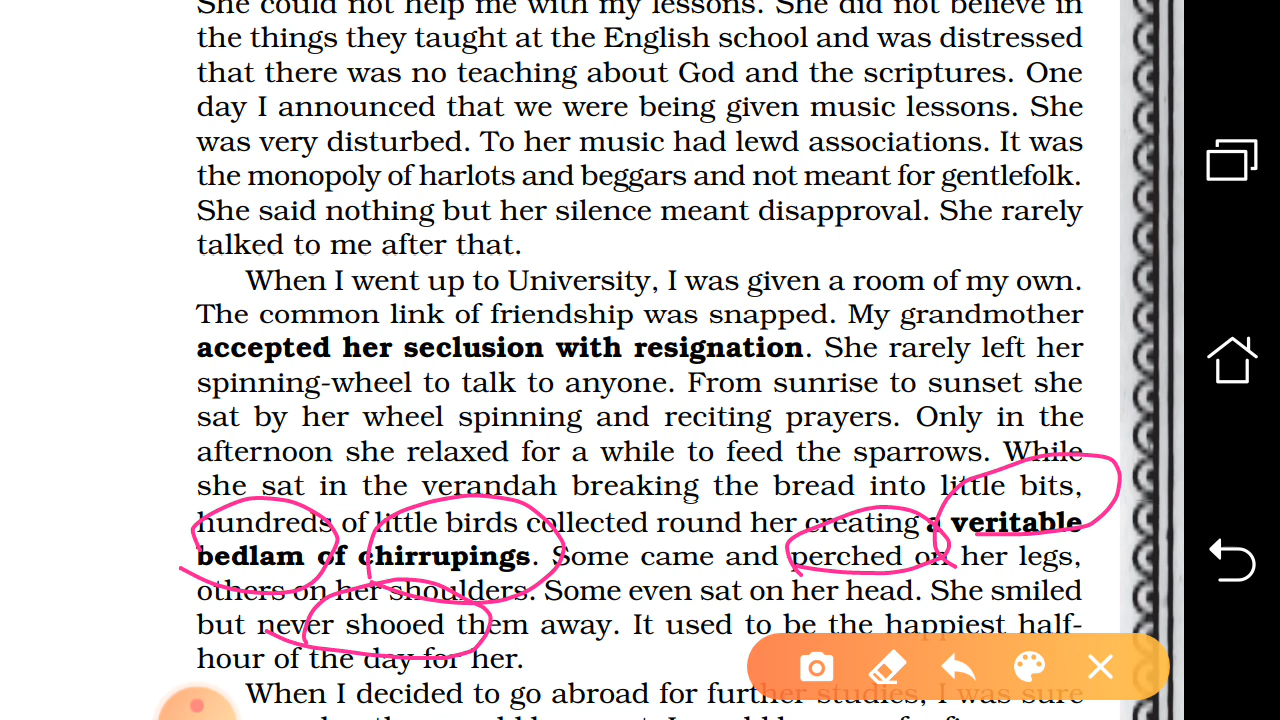 She could not help me with my lessons. She did not believe in
the things they taught at the English school and was distressed
that there was no teaching about God and the scriptures. One
day I announced that we were being given music lessons. She
was very disturbed. To her music had lewd associations. It was
the monopoly of harlots and beggars and not meant for gentlefolk.
She said nothing but her silence meant disapproval. She rarely
talked to me after that.
When I went up to University, I was given a room of my own.
The common link of friendship was snapped. My grandmother
accepted her seclusion with resignation. She rarely left her
spinning-wheel to talk to anyone. From sunrise to sunset she
sat by her wheel spinning and reciting prayers. Only in the
afternoon she relaxed for a while to feed the sparrows. While
she sat in the verandah breaking the bread into little bits,
hundreds of little birds collected round her creating a veritable
bedlam of chirrupings. Some came and perched on her legs,
others on her shoulders. Some even sat on her head. She smiled
but never shooed them away. It used to be the happiest half-
hour of the day for her.
When I decided to go abroad for further studies, I was sure